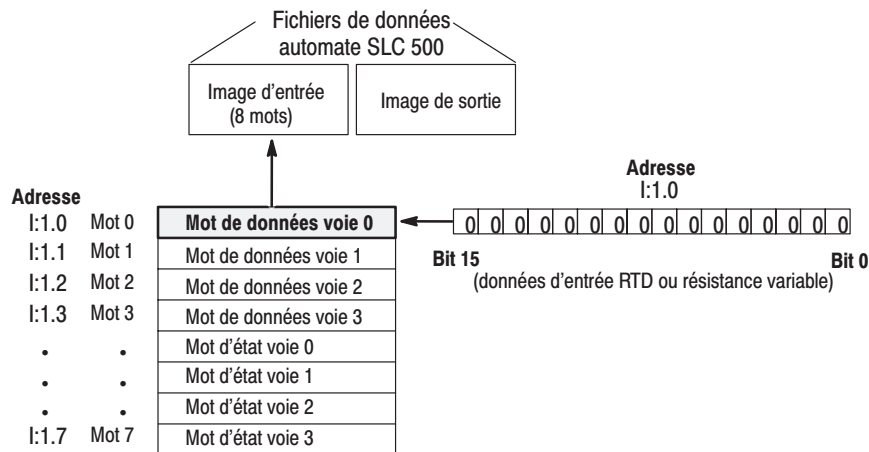 Fichiers de données
automate SLC 500
Image d'entrée
(8 mots)
Image de sortie
Adresse
I:1.0
0 0 0 0 0 0 0 0 0 0 0 0 0 0 0 0
Bit 15
Bit 0
(données d'entrée RTD ou résistance variable)
Adresse
I:1.0 Mot 0 Mot de données voie 0
I:1.1 Mot 1 Mot de données voie 1
I:1.2 Mot 2 Mot de données voie 2
I:1.3 Mot 3 Mot de données voie 3
. . Mot d'état voie 0
. . Mot d'état voie 1
. . Mot d'état voie 2
I:1.7 Mot 7 Mot d'état voie 3